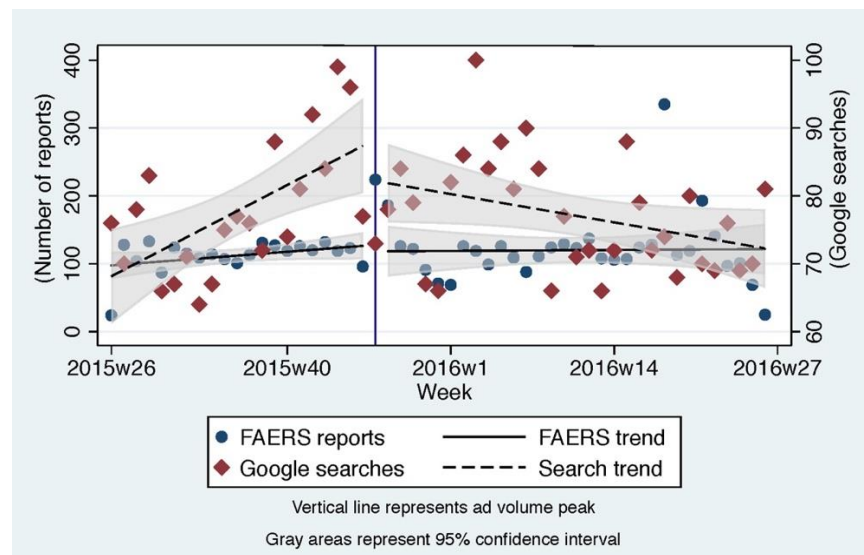 400
300
200
100
0
(Number of reports)
100
90
80
70
60
(Google searches)
2015w26 2015w40 2016w1 2016w14 2016w27
Week
FAERS reports FAERS trend
Google searches Search trend
Vertical line represents ad volume peak
Gray areas represent 95% confidence interval